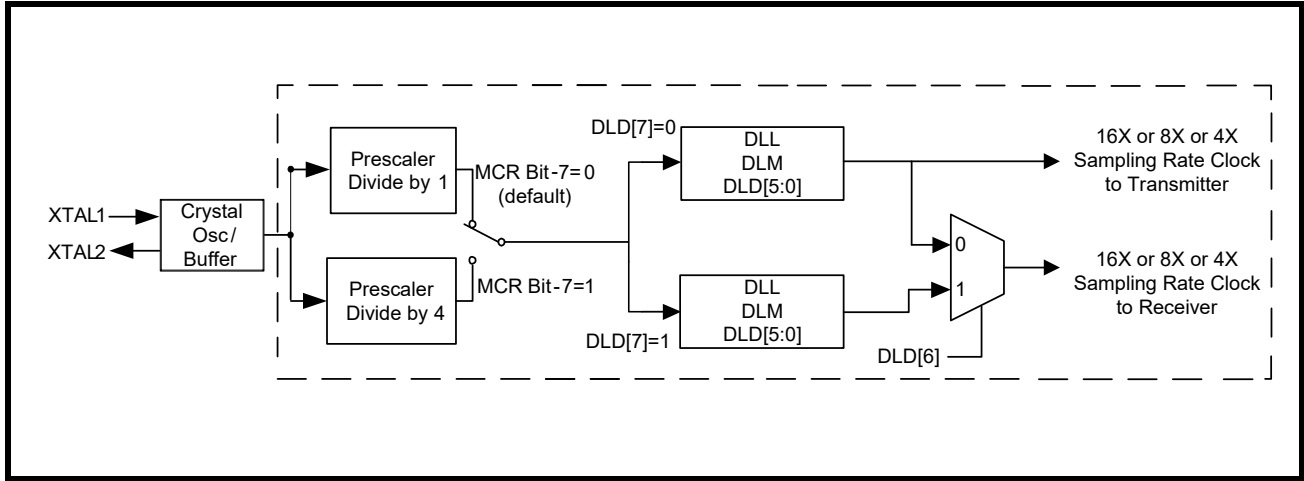 XTAL1
XTAL2
Crystal
Osc/
Buffer
Prescaler
Divide by 1
Prescaler
Divide by 4
MCR Bit-7=0
(default)
MCR Bit-7=1
DLD[7]=0
DLL
DLM
DLD[5:0]
DLD[7]=1
DLL
DLM
DLD[5:0]
0
1
DLD[6]
16X or 8X or 4X
Sampling Rate Clock
to Transmitter
16X or 8X or 4X
Sampling Rate Clock
to Receiver